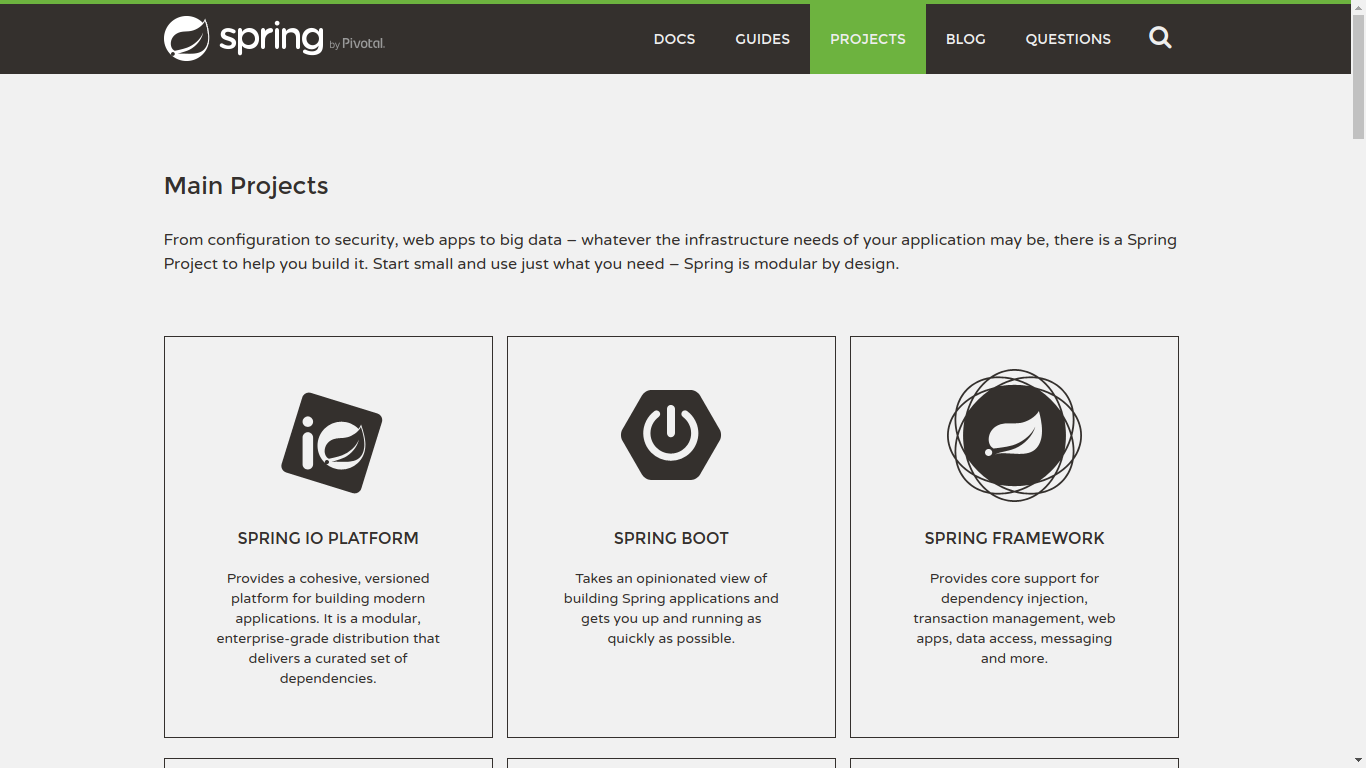 spring by Pivotal.
DOCS
GUIDES
PROJECTS
BLOG
QUESTIONS
Main Projects
From configuration to security, web apps to big data – whatever the infrastructure needs of your application may be, there is a Spring
Project to help you build it. Start small and use just what you need – Spring is modular by design.
io
SPRING IO PLATFORM
Provides a cohesive, versioned
platform for building modern
applications. It is a modular,
enterprise-grade distribution that
delivers a curated set of
dependencies.
SPRING BOOT
Takes an opinionated view of
building Spring applications and
gets you up and running as
quickly as possible.
SPRING FRAMEWORK
Provides core support for
dependency injection,
transaction management, web
apps, data access, messaging
and more.